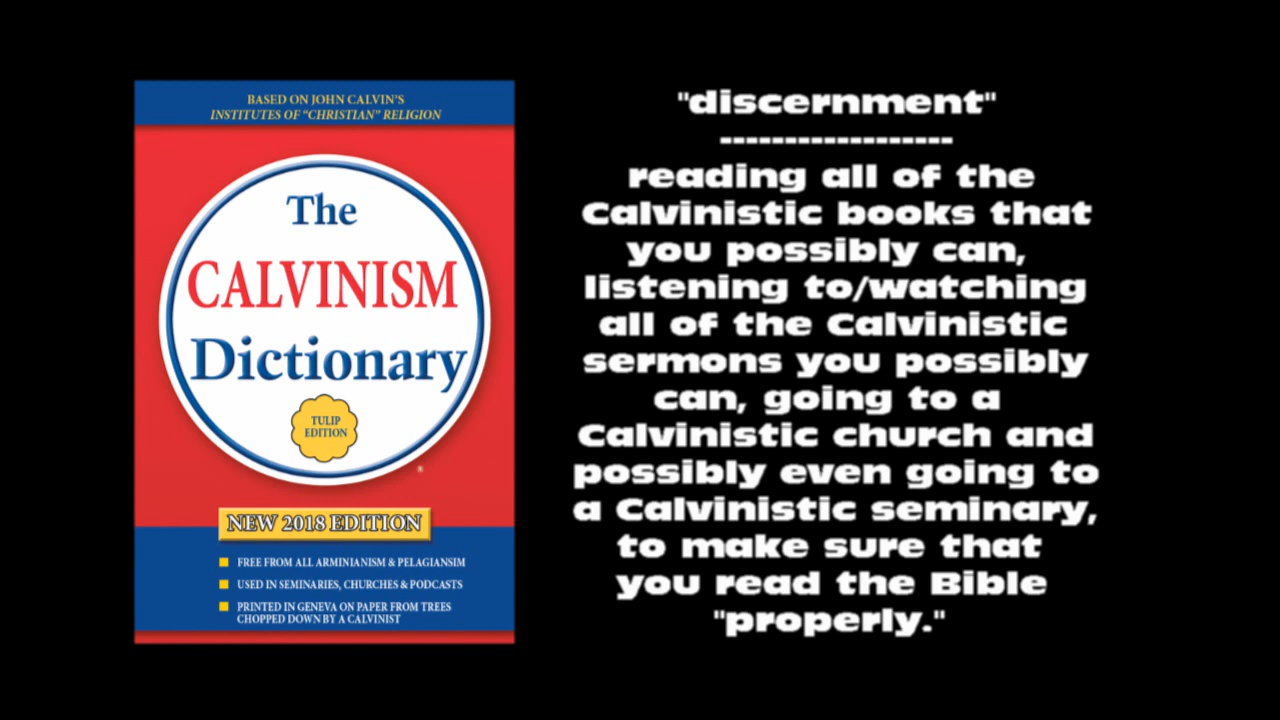 BASED ON JOHN CALVIN'S
INSTITUTES OF "CHRISTIAN" RELIGION
The
CALVINISM
Dictionary
TULIP
EDITION
®
NEW 2018 EDITION
FREE FROM ALL ARMINIANISM & PELAGIANSIM
USED IN SEMINARIES, CHURCHES & PODCASTS
PRINTED IN GENEVA ON PAPER FROM TREES
CHOPPED DOWN BY A CALVINIST
"discernment"
------------------
reading all of the
Calvinistic books that
you possibly can,
listening to/watching
all of the Calvinistic
sermons you possibly
can, going to a
Calvinistic church and
possibly even going to
a Calvinistic seminary,
to make sure that
you read the Bible
"properly."